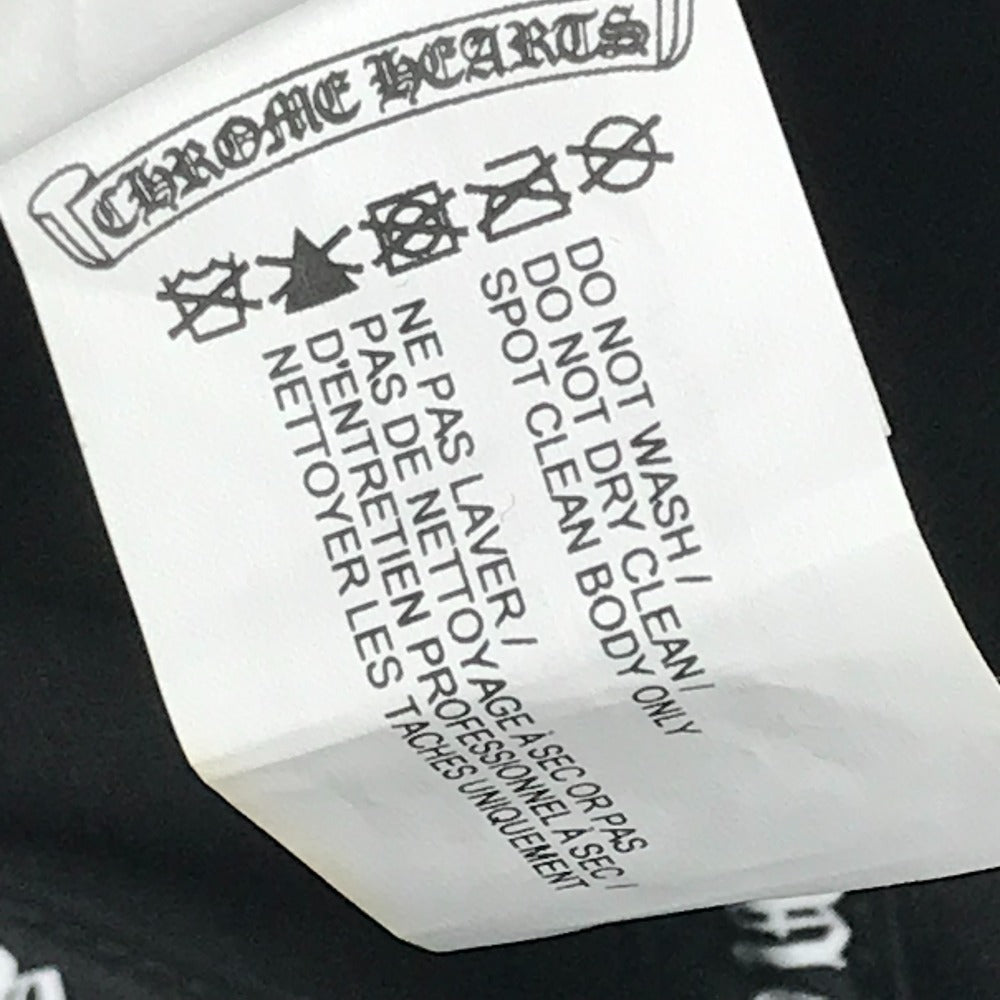 CHROME HEARTS
DO NOT WASH /
DO NOT DRY CLEAN /
SPOT CLEAN BODY ONLY
NE PAS LAVER /
PAS DE NETTOYAGE À SEC OR PAS
D'ENTRETIEN PROFESSIONNEL À SEC /
NETTOYER LES TACHES UNIQUEMENT